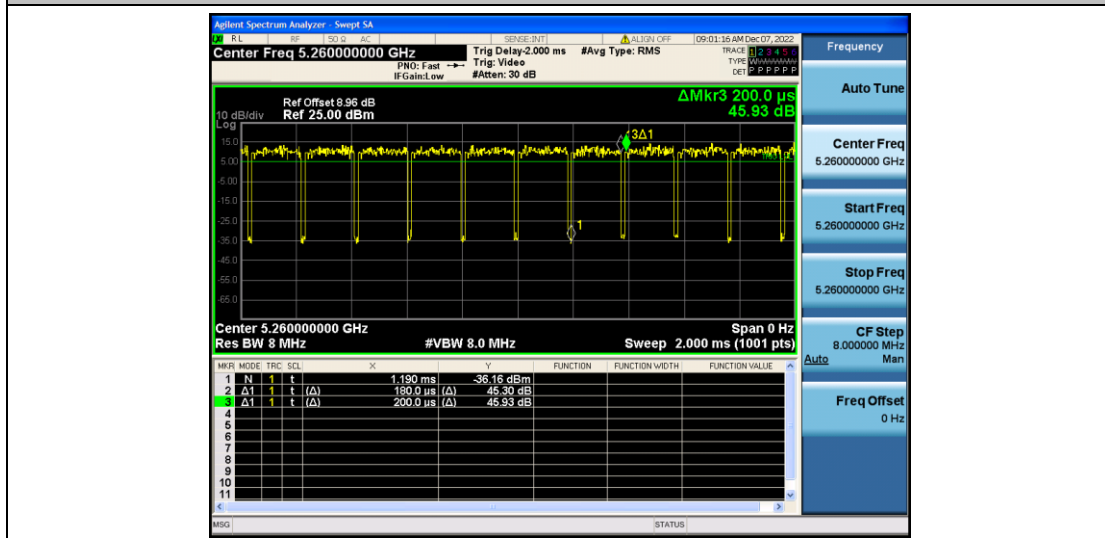 Agilent Spectrum Analyzer - Swept SA
RL RF 50 Ω AC SENSE:INT ALIGN OFF 09:01:16 AM Dec 07, 2022
Center Freq 5.260000000 GHz
PNO: Fast
IFGain:Low
Trig Delay-2.000 ms
Trig: Video
#Atten: 30 dB
#Avg Type: RMS
TRACE 1 2 3 4 5 6
TYPE
DET P P P P P P
ΔMkr3 200.0 µs
45.93 dB
Ref Offset 8.96 dB
10 dB/div Ref 25.00 dBm
Log
15.0
5.00
-5.00
-15.0
-25.0
-35.0
-45.0
-55.0
-65.0
3Δ1
1
Center 5.260000000 GHz Span 0 Hz
Res BW 8 MHz #VBW 8.0 MHz Sweep 2.000 ms (1001 pts)
MKR MODE TRC SCL X Y FUNCTION FUNCTION WIDTH FUNCTION VALUE
1 N 1 t 1.190 ms -36.16 dBm
2 Δ1 1 t (Δ) 180.0 µs (Δ) 45.30 dB
3 Δ1 1 t (Δ) 200.0 µs (Δ) 45.93 dB
4
5
6
7
8
9
10
11
MSG STATUS
Frequency
Auto Tune
Center Freq
5.260000000 GHz
Start Freq
5.260000000 GHz
Stop Freq
5.260000000 GHz
CF Step
8.000000 MHz
Auto Man
Freq Offset
0 Hz